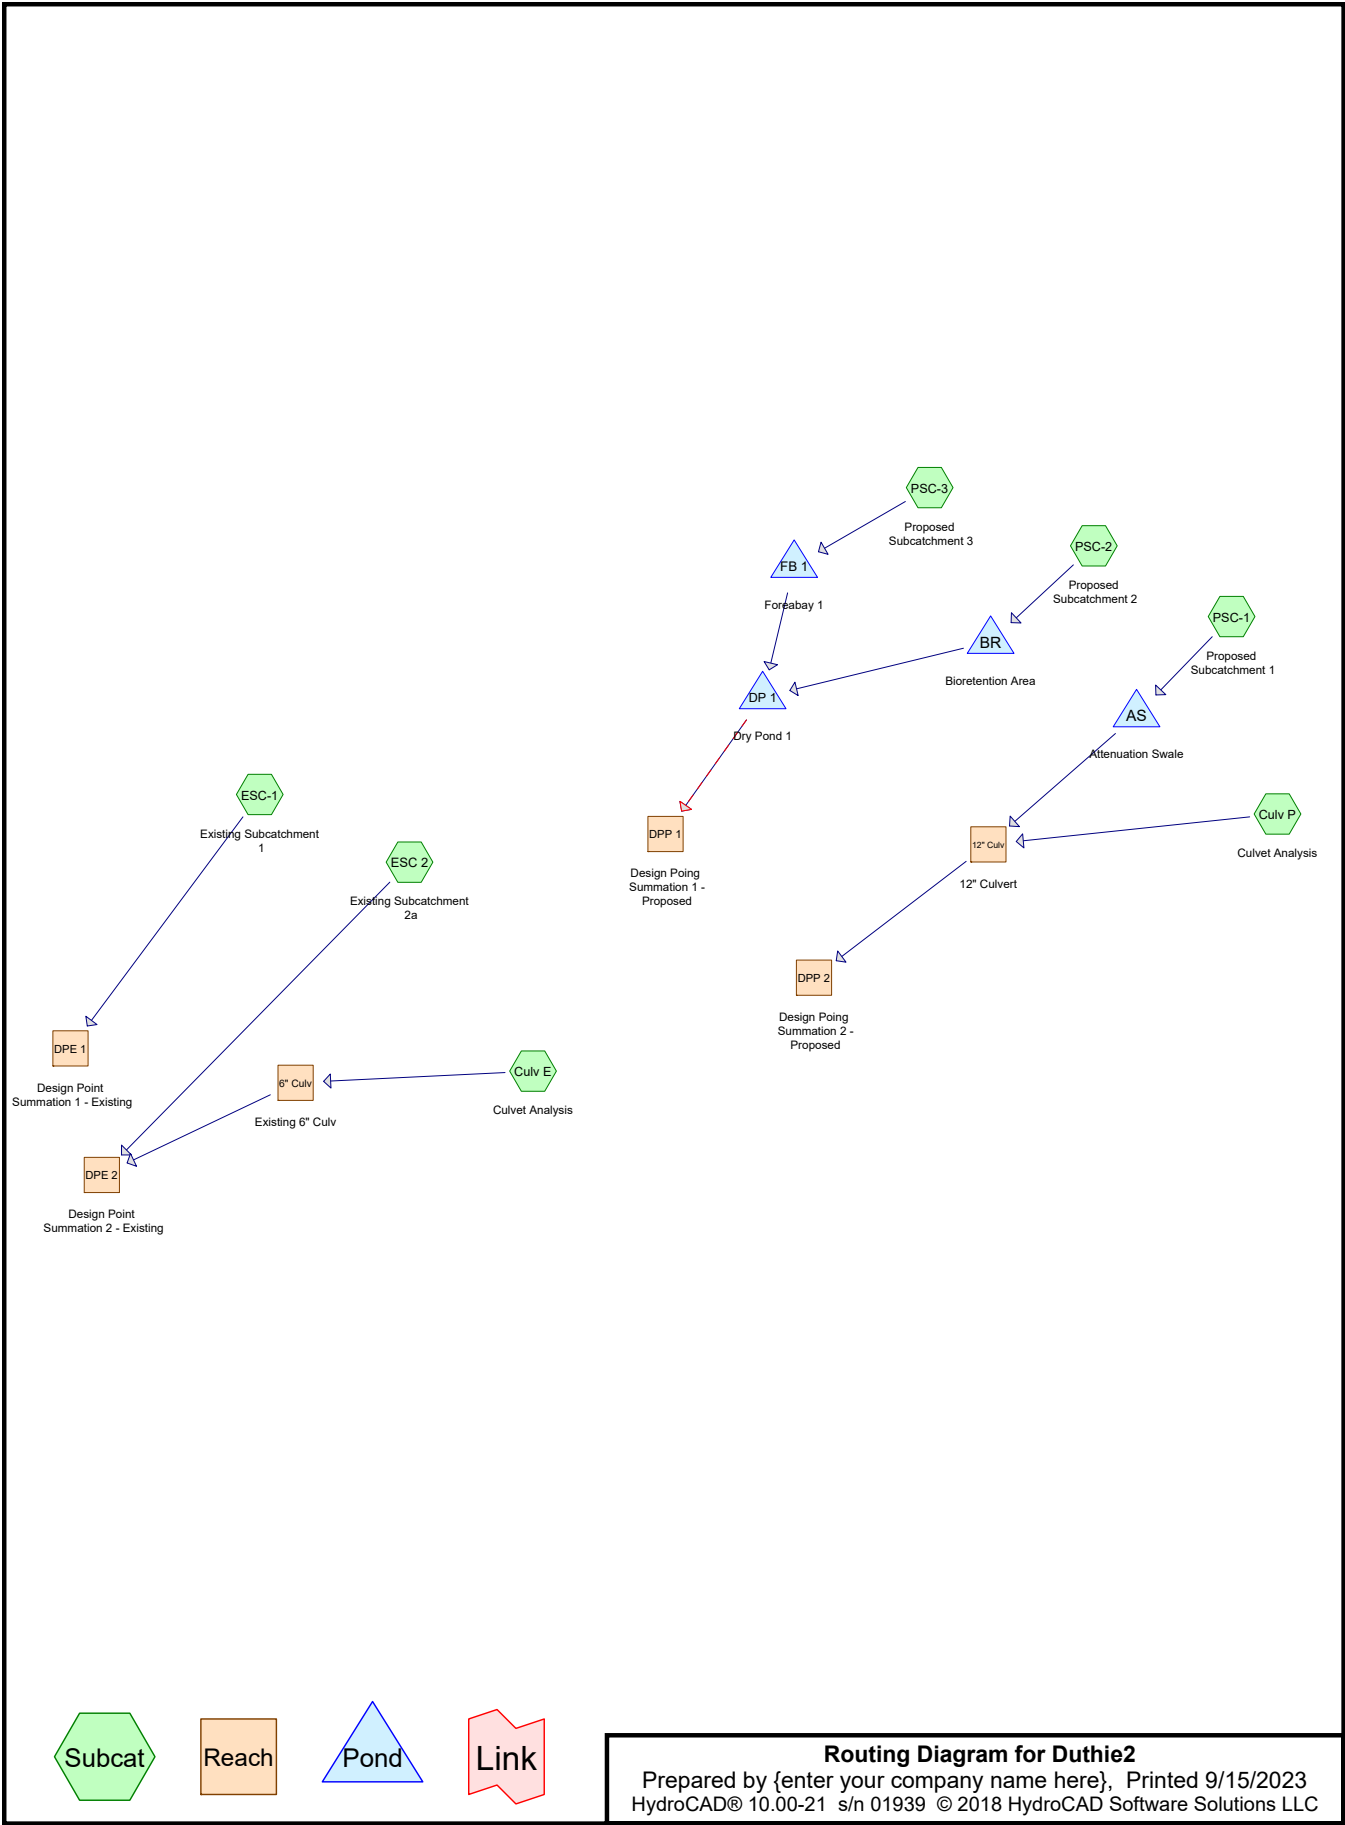 PSC-3
Proposed
Subcatchment 3
PSC-2
Proposed
Subcatchment 2
FB 1
Foreabay 1
PSC-1
Proposed
Subcatchment 1
BR
Bioretention Area
DP 1
Dry Pond 1
AS
Attenuation Swale
ESC-1
Existing Subcatchment
1
ESC 2
Existing Subcatchment
2a
DPP 1
Design Poing
Summation 1 -
Proposed
Culv P
Culvet Analysis
12" Culv
12" Culvert
DPP 2
Design Poing
Summation 2 -
Proposed
DPE 1
Design Point
Summation 1 - Existing
6" Culv
Existing 6" Culv
Culv E
Culvet Analysis
DPE 2
Design Point
Summation 2 - Existing
Subcat
Reach
Pond
Link
Routing Diagram for Duthie2
Prepared by {enter your company name here}, Printed 9/15/2023
HydroCAD® 10.00-21 s/n 01939 © 2018 HydroCAD Software Solutions LLC